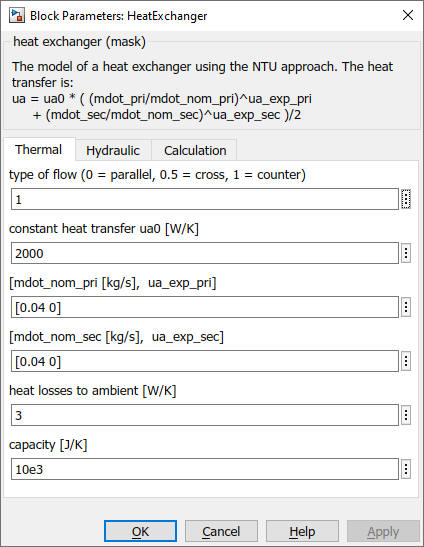 Block Parameters: HeatExchanger
heat exchanger (mask)
The model of a heat exchanger using the NTU approach. The heat
transfer is:
ua = ua0 * ( (mdot_pri/mdot_nom_pri)^ua_exp_pri
+ (mdot_sec/mdot_nom_sec)^ua_exp_sec )/2
Thermal Hydraulic Calculation
type of flow (0 = parallel, 0.5 = cross, 1 = counter)
1
constant heat transfer ua0 [W/K]
2000
[mdot_nom_pri [kg/s], ua_exp_pri]
[0.04 0]
[mdot_nom_sec [kg/s], ua_exp_sec]
[0.04 0]
heat losses to ambient [W/K]
3
capacity [J/K]
10e3
OK Cancel Help Apply